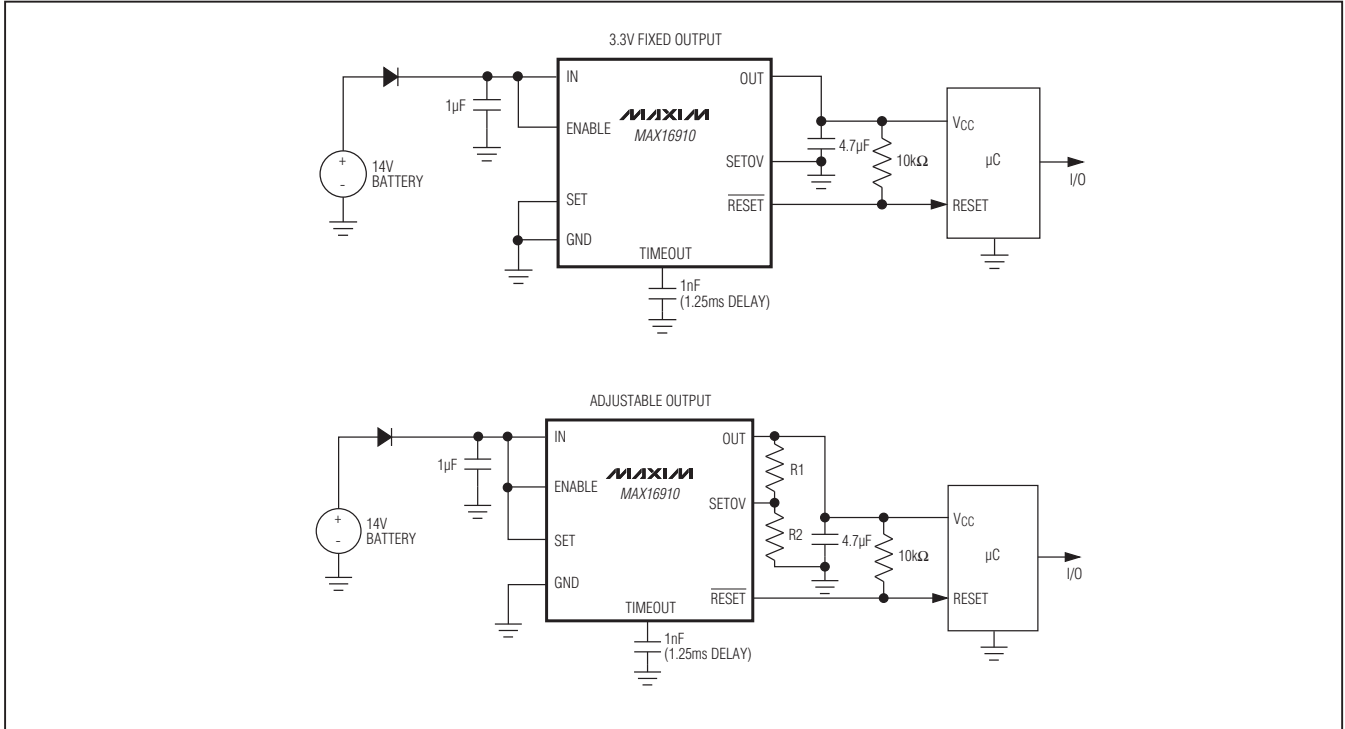 3.3V FIXED OUTPUT
IN
OUT
1µF
MAXIM
MAX16910
ENABLE
VCC
4.7µF
10kΩ
µC
SETOV
+
-
14V
BATTERY
I/O
SET
RESET
RESET
GND
TIMEOUT
1nF
(1.25ms DELAY)
ADJUSTABLE OUTPUT
IN
OUT
1µF
R1
MAXIM
MAX16910
ENABLE
SETOV
VCC
+
-
14V
BATTERY
R2
4.7µF
SET
10kΩ
µC
I/O
GND
RESET
RESET
TIMEOUT
1nF
(1.25ms DELAY)